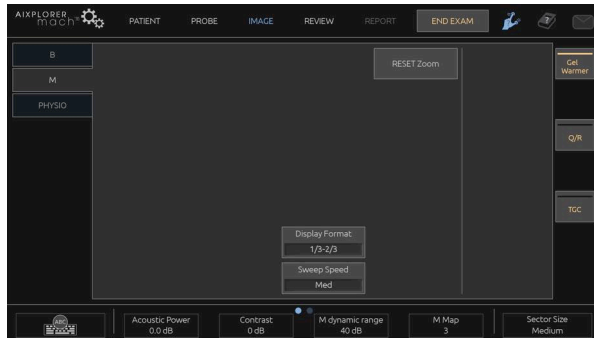 AIXPLORER
mach
PATIENT
PROBE
IMAGE
REVIEW
REPORT
END EXAM
B
M
PHYSIO
RESET Zoom
Gel
Warmer
Q/R
TGC
Display Format
1/3-2/3
Sweep Speed
Med
ABC
Acoustic Power
0.0 dB
Contrast
0 dB
M dynamic range
40 dB
M Map
3
Sector Size
Medium